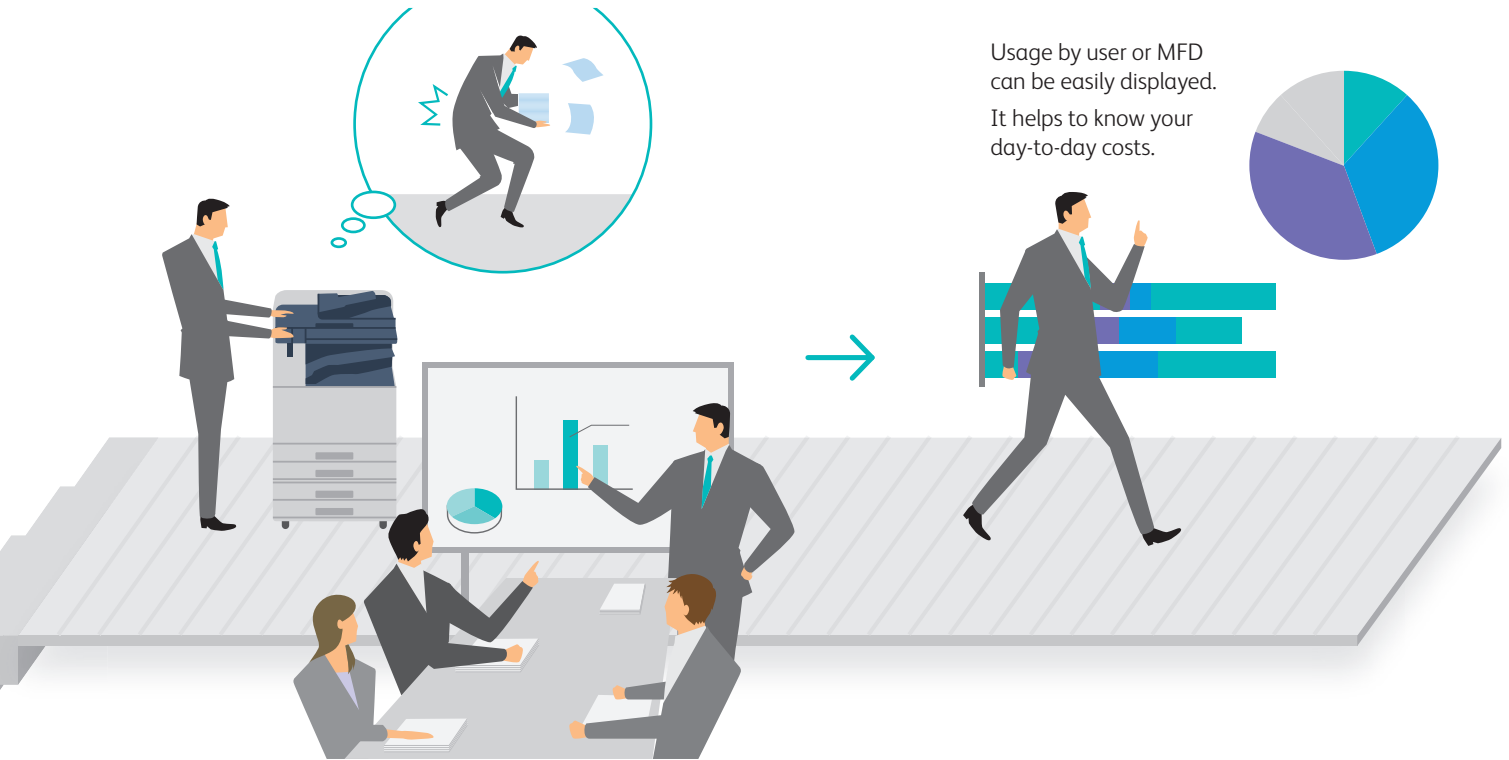 Usage by user or MFD
can be easily displayed.
It helps to know your
day-to-day costs.